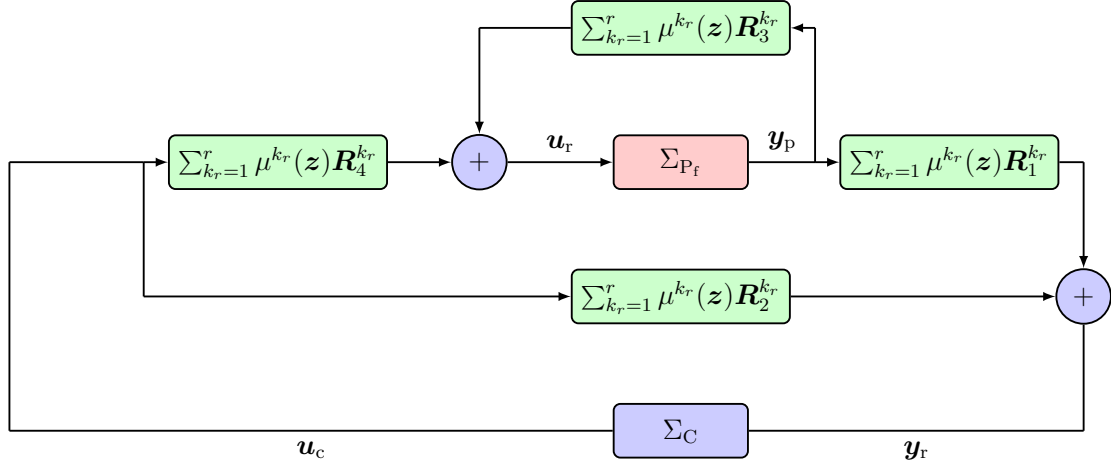 $\sum_{k_r=1}^{r} \mu^{k_r}(\boldsymbol{z})\boldsymbol{R}_3^{k_r}$
$\sum_{k_r=1}^{r} \mu^{k_r}(\boldsymbol{z})\boldsymbol{R}_4^{k_r}$ + $\boldsymbol{u}_{\mathrm{r}}$ $\Sigma_{\mathrm{P_f}}$ $\boldsymbol{y}_{\mathrm{p}}$ $\sum_{k_r=1}^{r} \mu^{k_r}(\boldsymbol{z})\boldsymbol{R}_1^{k_r}$
$\sum_{k_r=1}^{r} \mu^{k_r}(\boldsymbol{z})\boldsymbol{R}_2^{k_r}$ +
$\boldsymbol{u}_{\mathrm{c}}$ $\Sigma_{\mathrm{C}}$ $\boldsymbol{y}_{\mathrm{r}}$